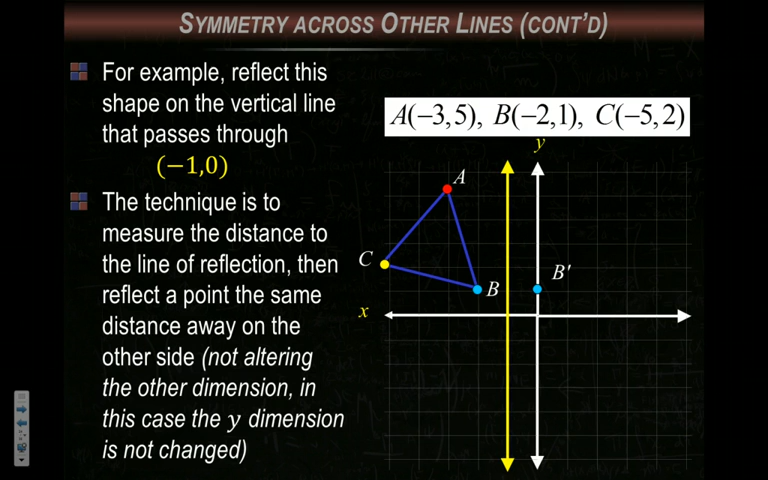 SYMMETRY ACROSS OTHER LINES (CONT'D)
For example, reflect this
shape on the vertical line
that passes through
(−1,0)
The technique is to
measure the distance to
the line of reflection, then
reflect a point the same
distance away on the
other side (not altering
the other dimension, in
this case the y dimension
is not changed)
A(−3,5), B(−2,1), C(−5,2)
y
A
C
B
B'
x